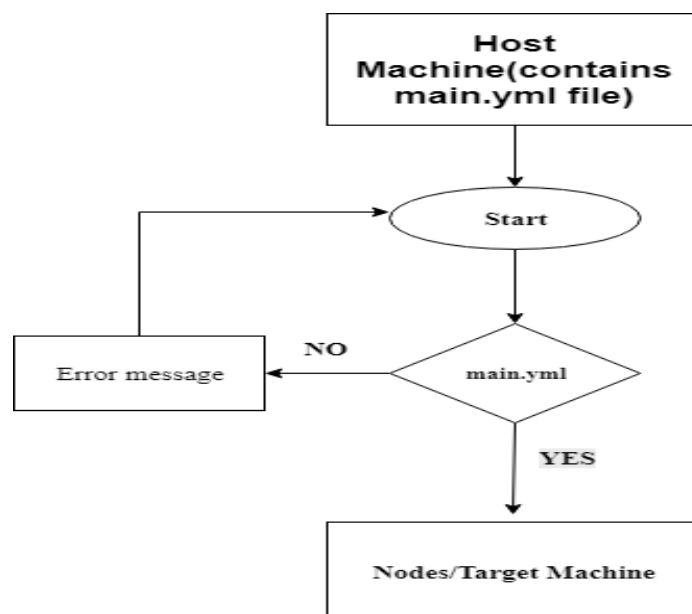 Host
Machine(contains
main.yml file)
Start
NO
Error message
main.yml
YES
Nodes/Target Machine